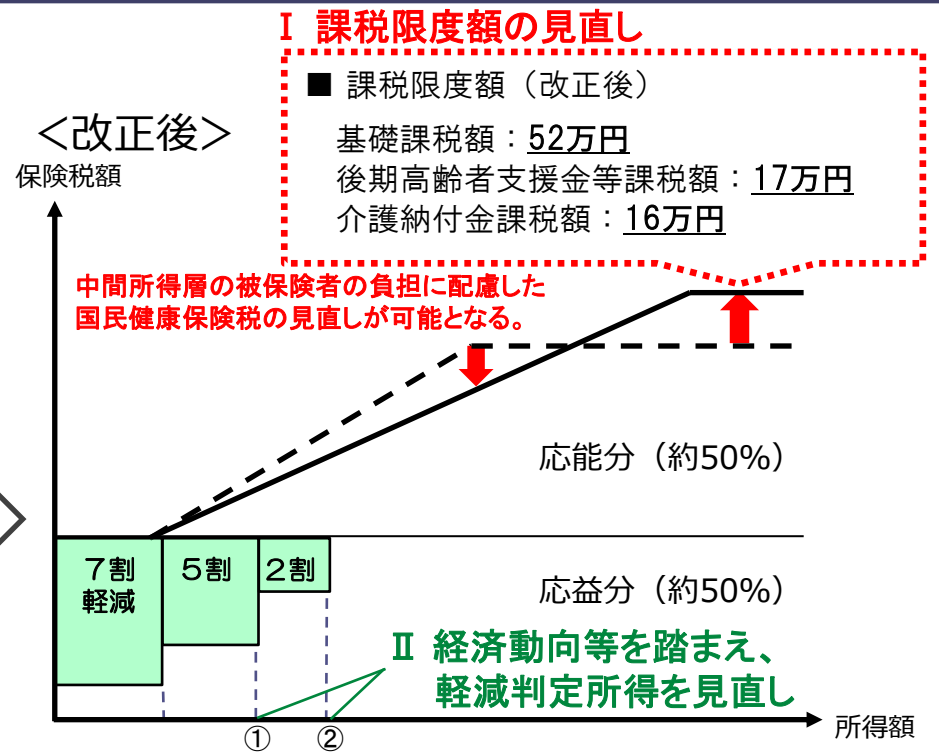 Ⅰ 課税限度額の見直し
■ 課税限度額（改正後）
基礎課税額：52万円
後期高齢者支援金等課税額：17万円
介護納付金課税額：16万円
＜改正後＞
保険税額
中間所得層の被保険者の負担に配慮した
国民健康保険税の見直しが可能となる。
応能分（約50%）
7割
軽減
5割
2割
応益分（約50%）
Ⅱ 経済動向等を踏まえ、
軽減判定所得を見直し
① ②
所得額